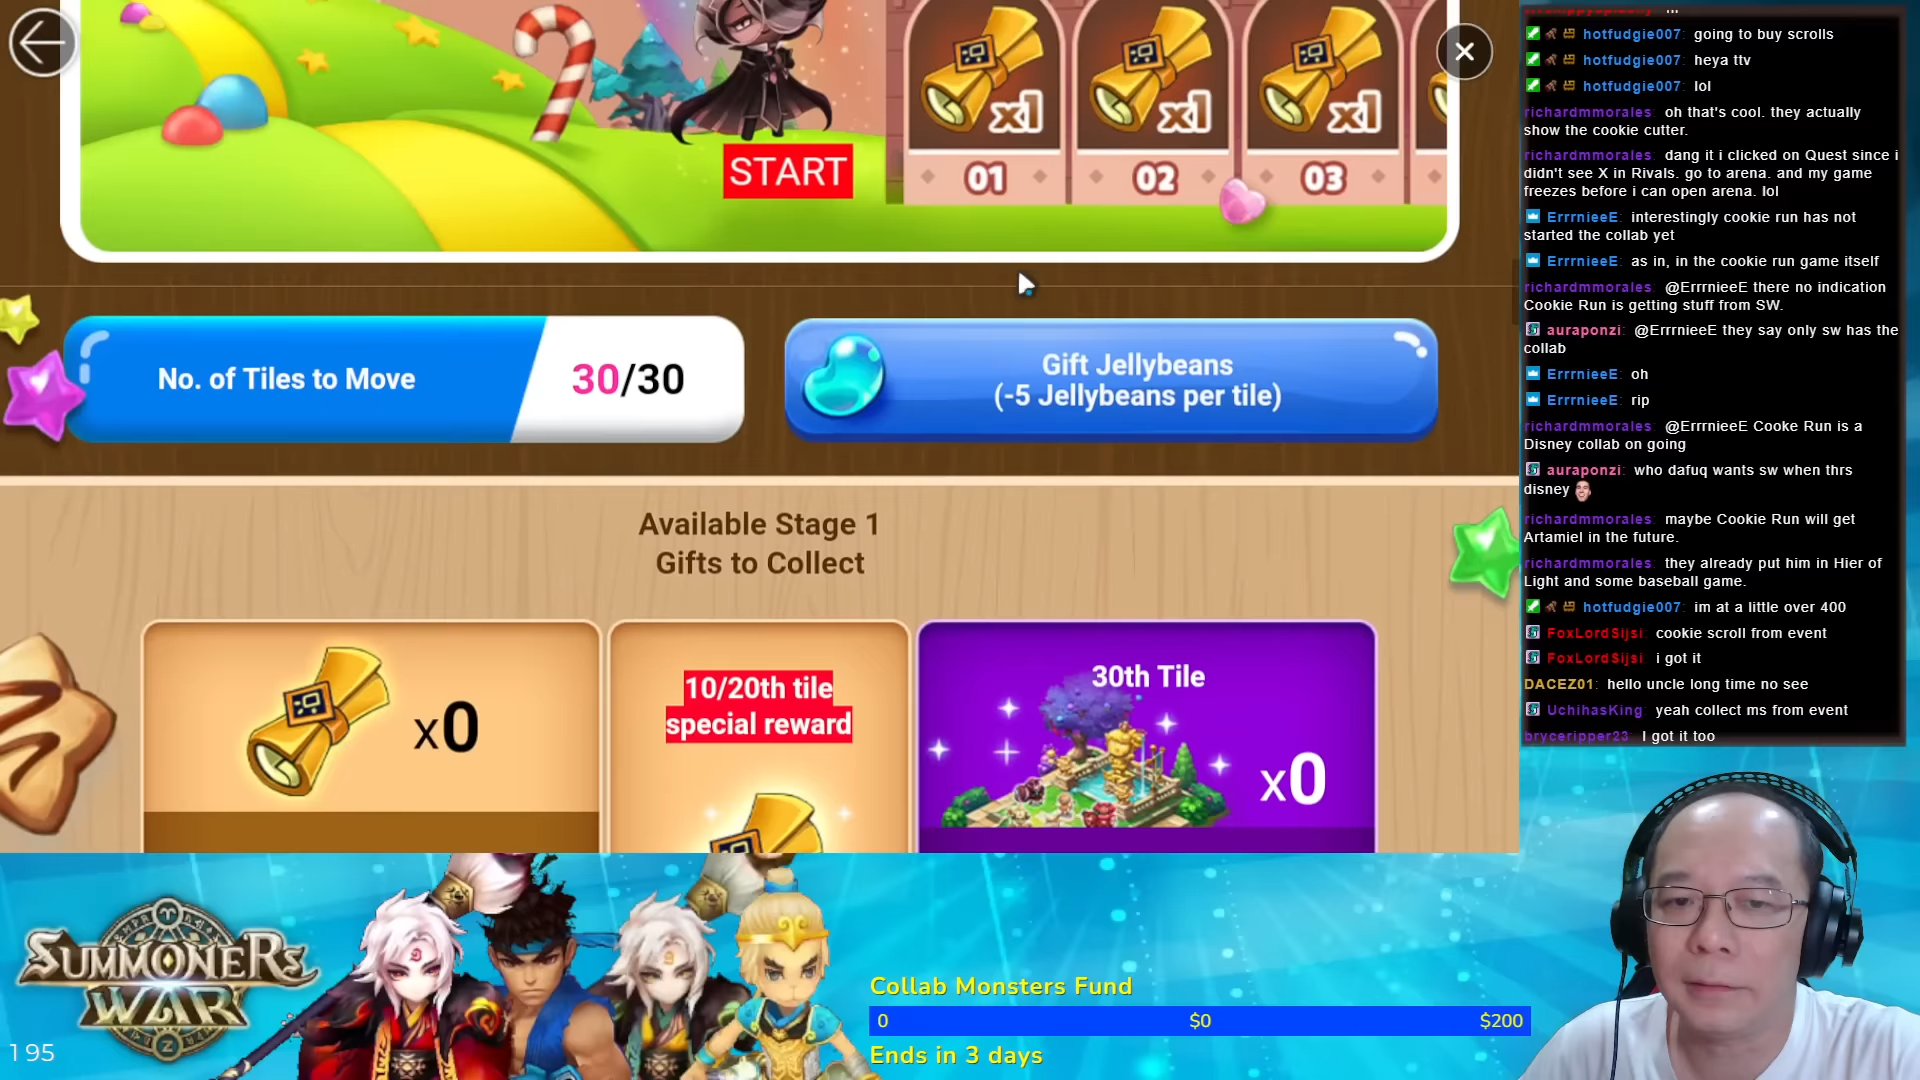 x1
x1
x1
START
01
02
03
No. of Tiles to Move
30/30
Gift Jellybeans
(-5 Jellybeans per tile)
Available Stage 1
Gifts to Collect
x0
10/20th tile
special reward
30th Tile
x0
SUMMONERS
WAR
195
Collab Monsters Fund
0
$0
$200
Ends in 3 days
hotfudgie007: going to buy scrolls
hotfudgie007: heya ttv
hotfudgie007: lol
richardmmorales: oh that's cool. they actually
show the cookie cutter.
richardmmorales: dang it i clicked on Quest since i
didn't see X in Rivals. go to arena. and my game
freezes before i can open arena. lol
ErrrnieeE: interestingly cookie run has not
started the collab yet
ErrrnieeE: as in, in the cookie run game itself
richardmmorales: @ErrrnieeE there no indication
Cookie Run is getting stuff from SW.
auraponzi: @ErrrnieeE they say only sw has the
collab
ErrrnieeE: oh
ErrrnieeE: rip
richardmmorales: @ErrrnieeE Cooke Run is a
Disney collab on going
auraponzi: who dafuq wants sw when thrs
disney
richardmmorales: maybe Cookie Run will get
Artamiel in the future.
richardmmorales: they already put him in Hier of
Light and some baseball game.
hotfudgie007: im at a little over 400
FoxLordSijsi: cookie scroll from event
FoxLordSijsi: i got it
DACEZ01: hello uncle long time no see
UchihasKing: yeah collect ms from event
bryceripper23: I got it too